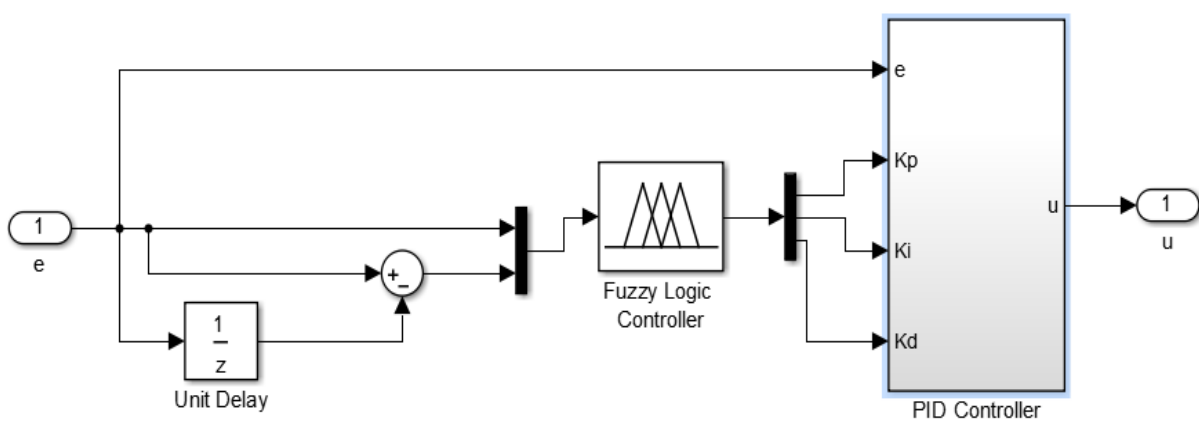 e
Kp
1
u
1
e
+
−
Ki
u
Fuzzy Logic
Controller
1
z
Kd
Unit Delay
PID Controller